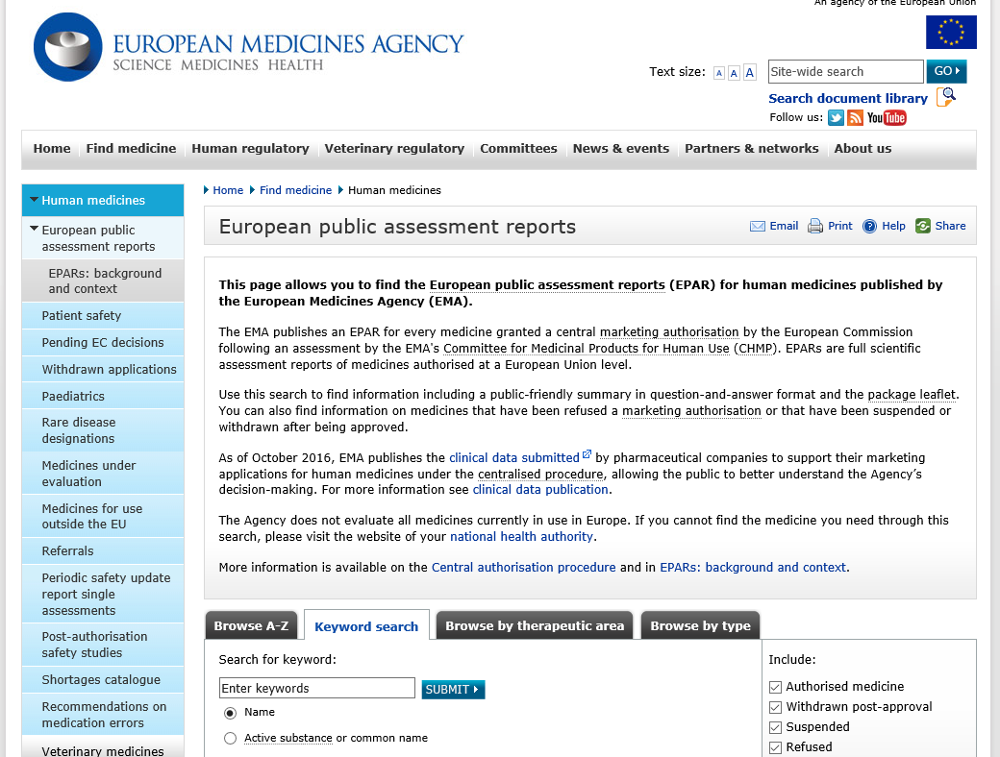 An agency of the European Union
EUROPEAN MEDICINES AGENCY
SCIENCE MEDICINES HEALTH
Text size: A A A
Site-wide search GO
Search document library
Follow us: You Tube
Home Find medicine Human regulatory Veterinary regulatory Committees News & events Partners & networks About us
Human medicines
European public
assessment reports
EPARs: background
and context
Patient safety
Pending EC decisions
Withdrawn applications
Paediatrics
Rare disease
designations
Medicines under
evaluation
Medicines for use
outside the EU
Referrals
Periodic safety update
report single
assessments
Post-authorisation
safety studies
Shortages catalogue
Recommendations on
medication errors
Veterinary medicines
Home Find medicine Human medicines
European public assessment reports
Email Print Help Share
This page allows you to find the European public assessment reports (EPAR) for human medicines published by
the European Medicines Agency (EMA).
The EMA publishes an EPAR for every medicine granted a central marketing authorisation by the European Commission
following an assessment by the EMA's Committee for Medicinal Products for Human Use (CHMP). EPARs are full scientific
assessment reports of medicines authorised at a European Union level.
Use this search to find information including a public-friendly summary in question-and-answer format and the package leaflet.
You can also find information on medicines that have been refused a marketing authorisation or that have been suspended or
withdrawn after being approved.
As of October 2016, EMA publishes the clinical data submitted by pharmaceutical companies to support their marketing
applications for human medicines under the centralised procedure, allowing the public to better understand the Agency's
decision-making. For more information see clinical data publication.
The Agency does not evaluate all medicines currently in use in Europe. If you cannot find the medicine you need through this
search, please visit the website of your national health authority.
More information is available on the Central authorisation procedure and in EPARs: background and context.
Browse A-Z Keyword search Browse by therapeutic area Browse by type
Search for keyword:
Enter keywords SUBMIT
Name
Active substance or common name
Include:
Authorised medicine
Withdrawn post-approval
Suspended
Refused